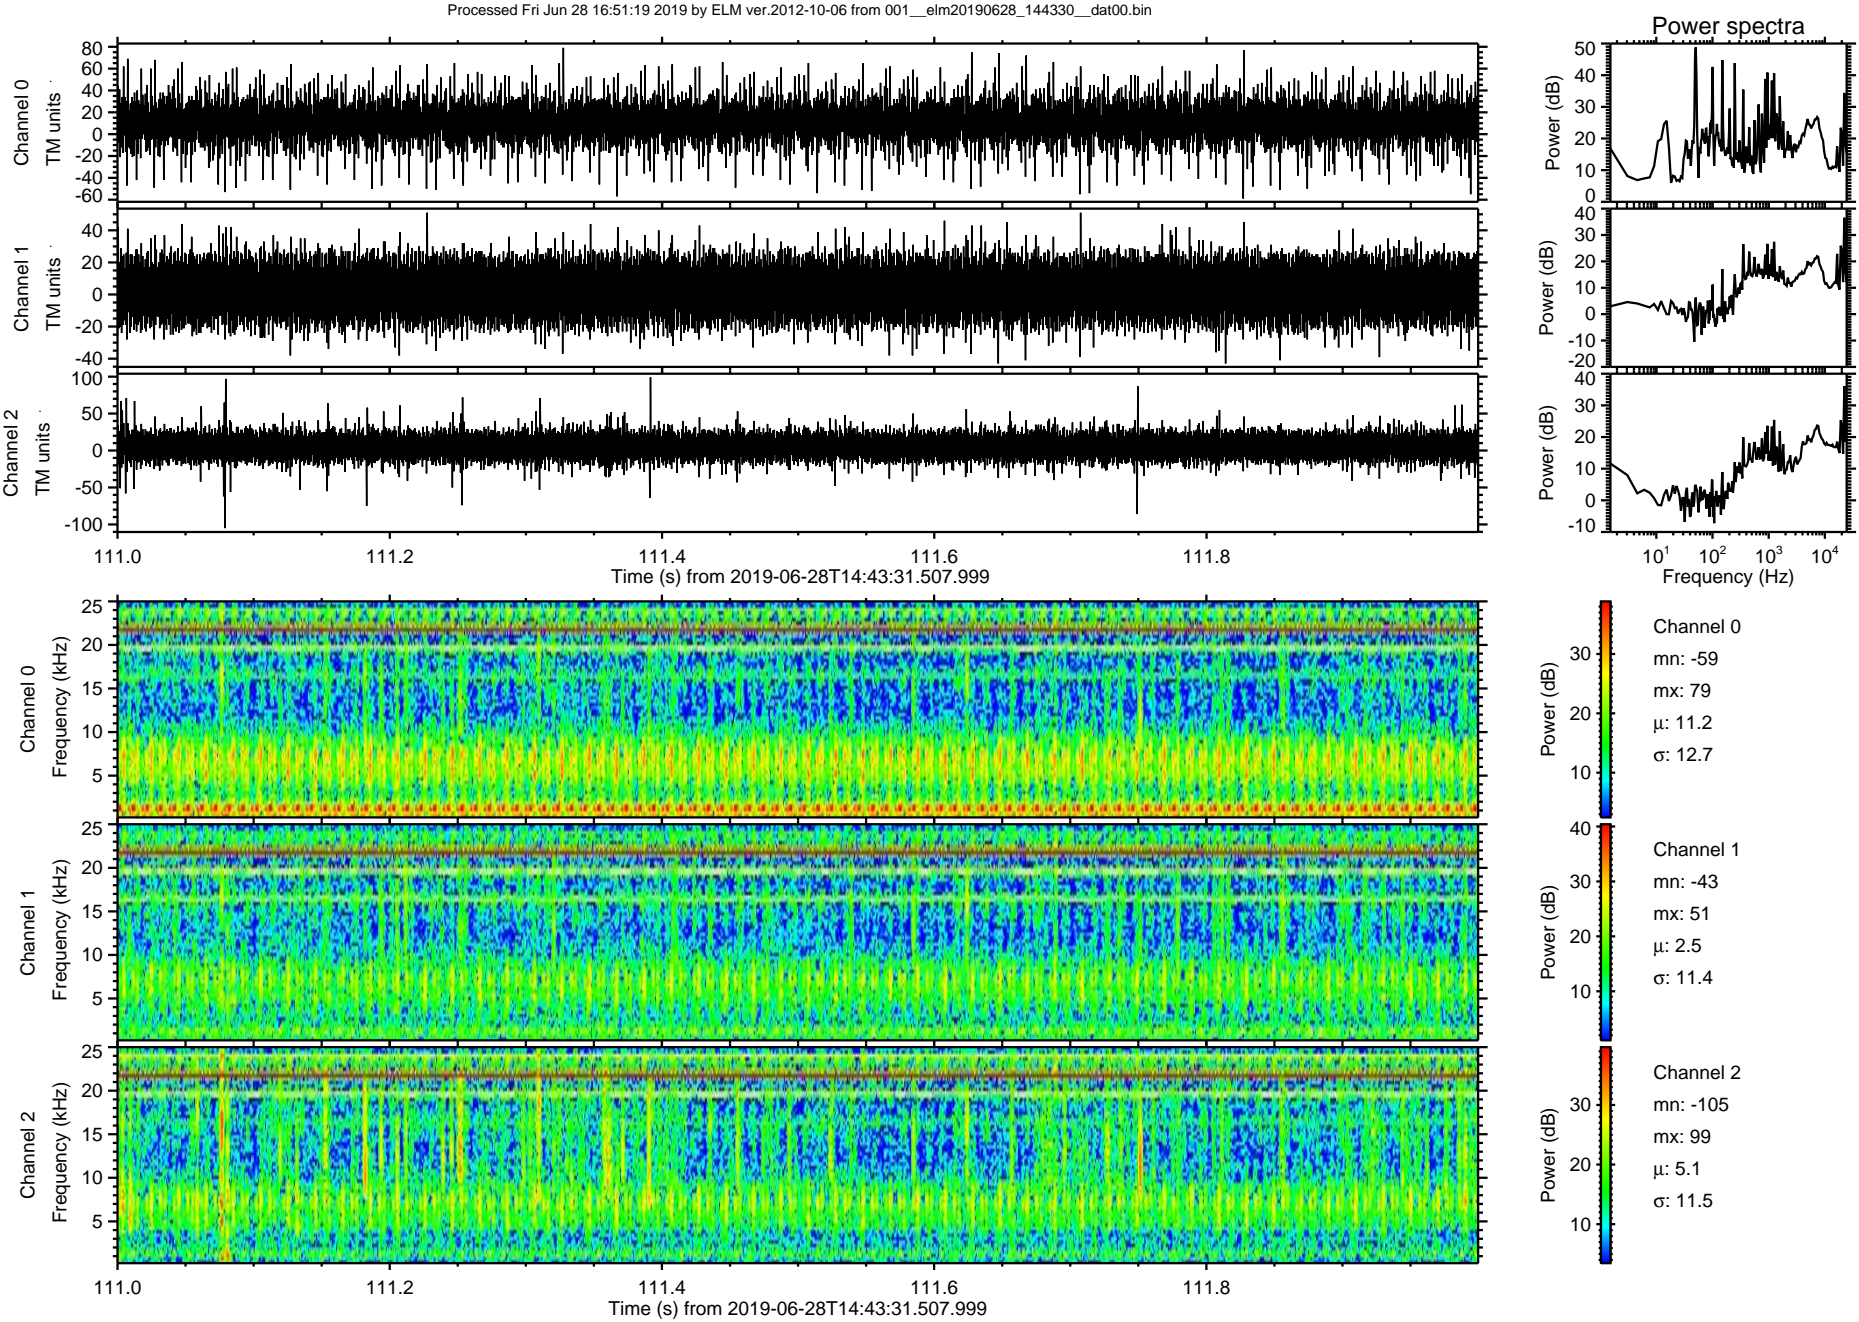 Processed Fri Jun 28 16:51:19 2019 by ELM ver.2012-10-06 from 001__elm20190628_144330__dat00.bin
Power spectra
Channel 0
TM units
80
60
40
20
0
-20
-40
-60
Power (dB)
50
40
30
20
10
0
Channel 1
TM units
40
20
0
-20
-40
Power (dB)
40
30
20
10
0
-10
-20
Channel 2
TM units
100
50
0
-50
-100
Power (dB)
40
30
20
10
0
-10
111.0 111.2 111.4 111.6 111.8
Time (s) from 2019-06-28T14:43:31.507.999
10¹ 10² 10³ 10⁴
Frequency (Hz)
Channel 0
Frequency (kHz)
25
20
15
10
5
Power (dB)
30
20
10
Channel 0
mn: -59
mx: 79
μ: 11.2
σ: 12.7
Channel 1
Frequency (kHz)
25
20
15
10
5
Power (dB)
40
30
20
10
Channel 1
mn: -43
mx: 51
μ: 2.5
σ: 11.4
Channel 2
Frequency (kHz)
25
20
15
10
5
Power (dB)
30
20
10
Channel 2
mn: -105
mx: 99
μ: 5.1
σ: 11.5
111.0 111.2 111.4 111.6 111.8
Time (s) from 2019-06-28T14:43:31.507.999